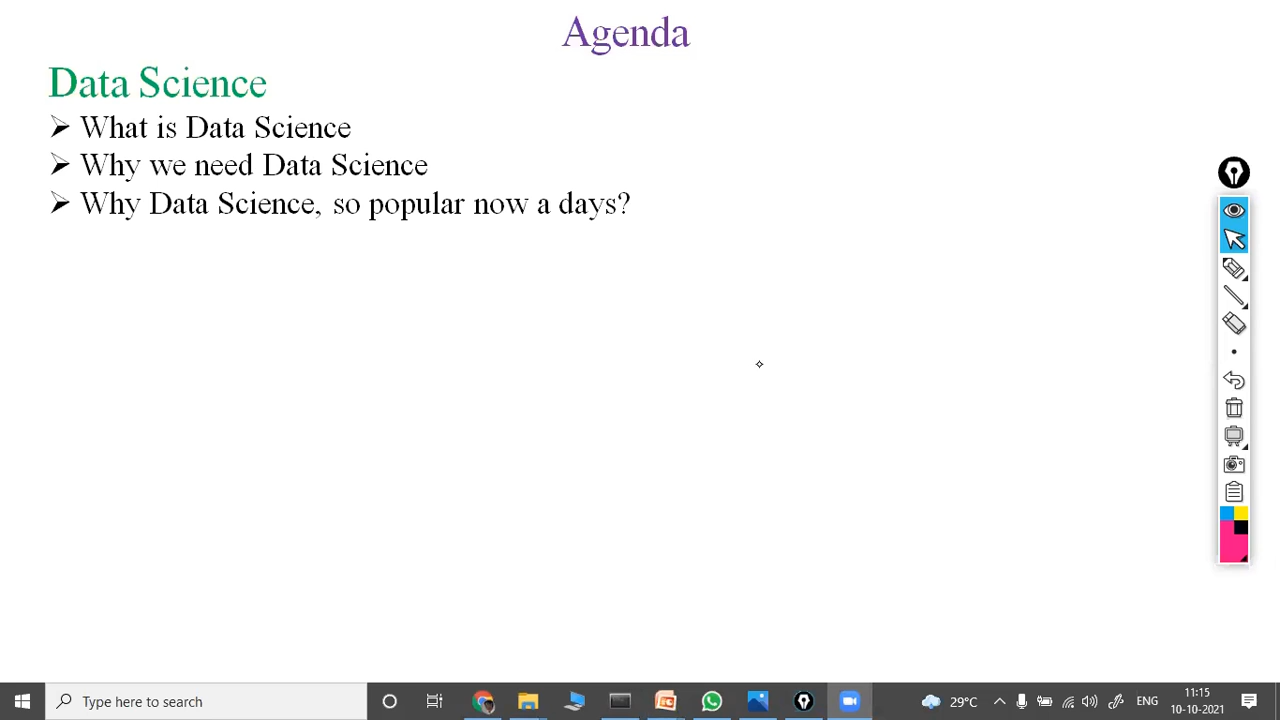 Agenda
Data Science
➢ What is Data Science
➢ Why we need Data Science
➢ Why Data Science, so popular now a days?
Type here to search
29°C
ENG
11:15
10-10-2021